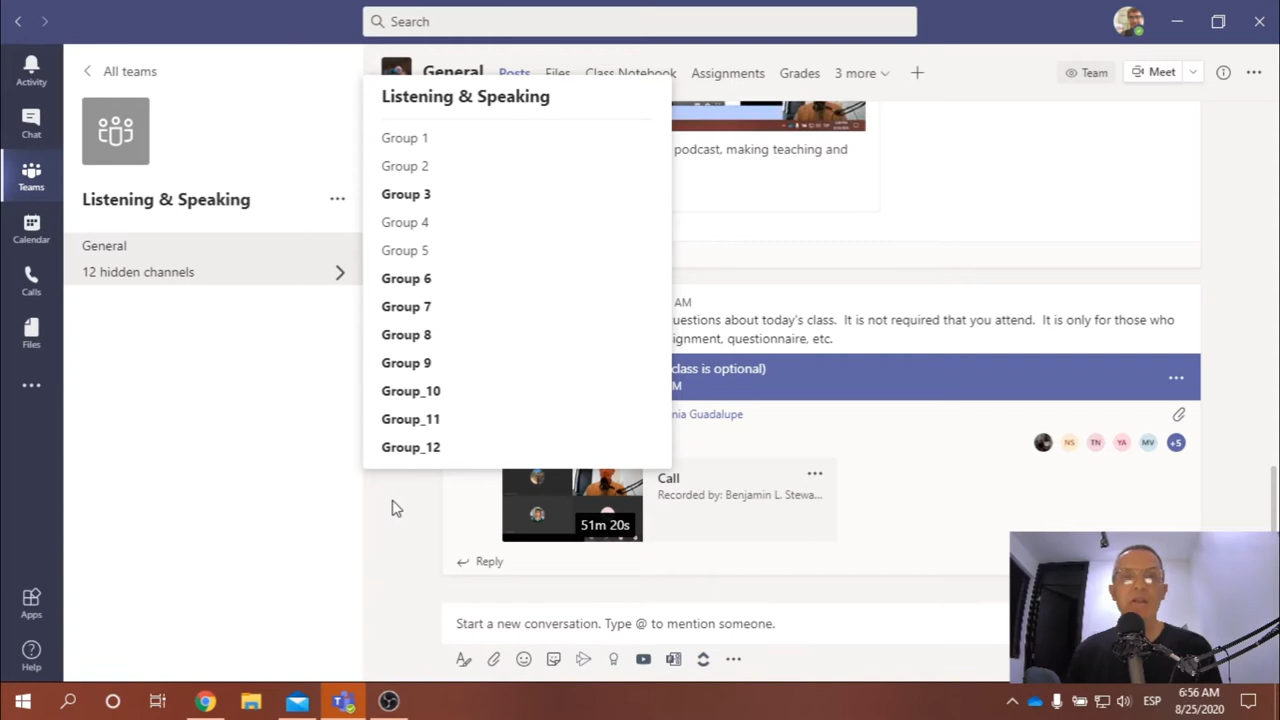 Search
Activity
Chat
Teams
Calendar
Calls
Files
Apps
Help
All teams
Listening & Speaking
General
12 hidden channels
General
Posts
Files
Class Notebook
Assignments
Grades
3 more
Team
Meet
Listening & Speaking
Group 1
Group 2
Group 3
Group 4
Group 5
Group 6
Group 7
Group 8
Group 9
Group_10
Group_11
Group_12
podcast, making teaching and
AM
uestions about today's class. It is not required that you attend. It is only for those who
ignment, questionnaire, etc.
class is optional)
M
nia Guadalupe
NS
TN
YA
MV
+5
Call
Recorded by: Benjamin L. Stewa...
51m 20s
Reply
Start a new conversation. Type @ to mention someone.
ESP
6:56 AM
8/25/2020